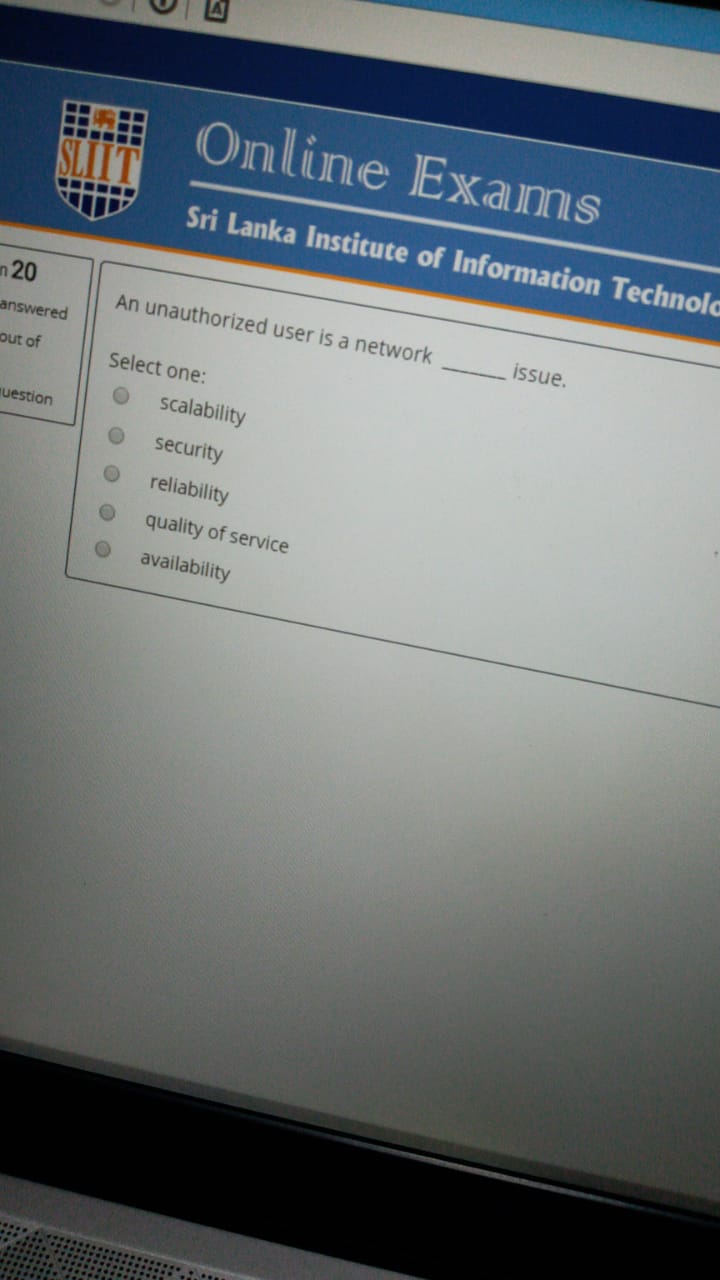 SLIIT
Online Exams
Sri Lanka Institute of Information Technolo
n 20
answered
out of
uestion
An unauthorized user is a network ______ issue.
Select one:
scalability
security
reliability
quality of service
availability